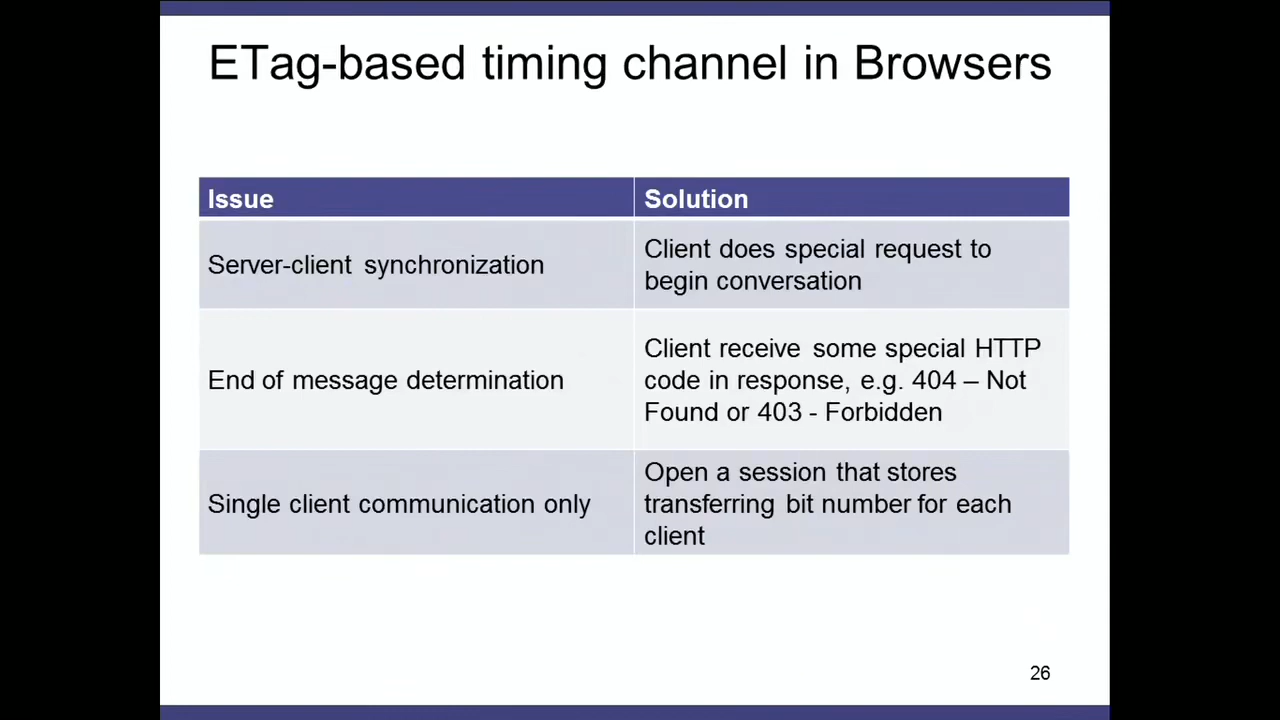 ETag-based timing channel in Browsers
Issue
Solution
Server-client synchronization
Client does special request to
begin conversation
End of message determination
Client receive some special HTTP
code in response, e.g. 404 – Not
Found or 403 - Forbidden
Single client communication only
Open a session that stores
transferring bit number for each
client
26